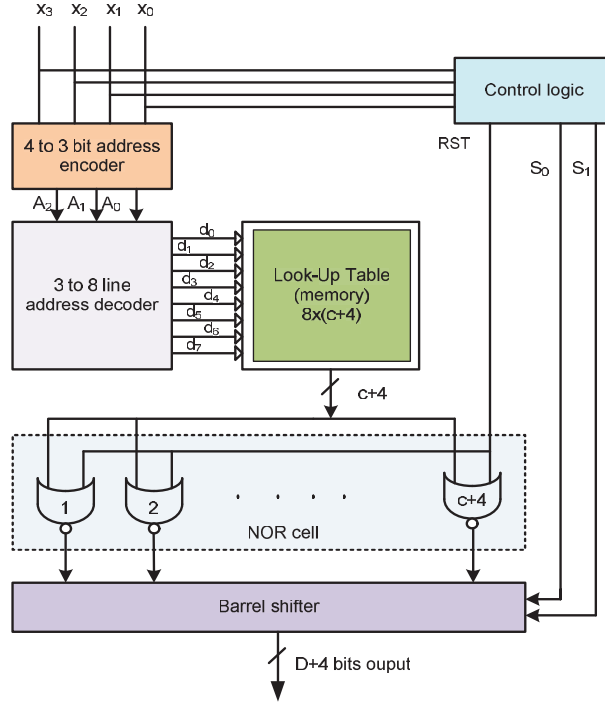 x3 x2 x1 x0
Control logic
4 to 3 bit address
encoder
RST
S0 S1
A2 A1 A0
3 to 8 line
address decoder
d0
d1
d2
d3
d4
d5
d6
d7
Look-Up Table
(memory)
8x(c+4)
c+4
1
2
. . . .
c+4
NOR cell
Barrel shifter
D+4 bits ouput